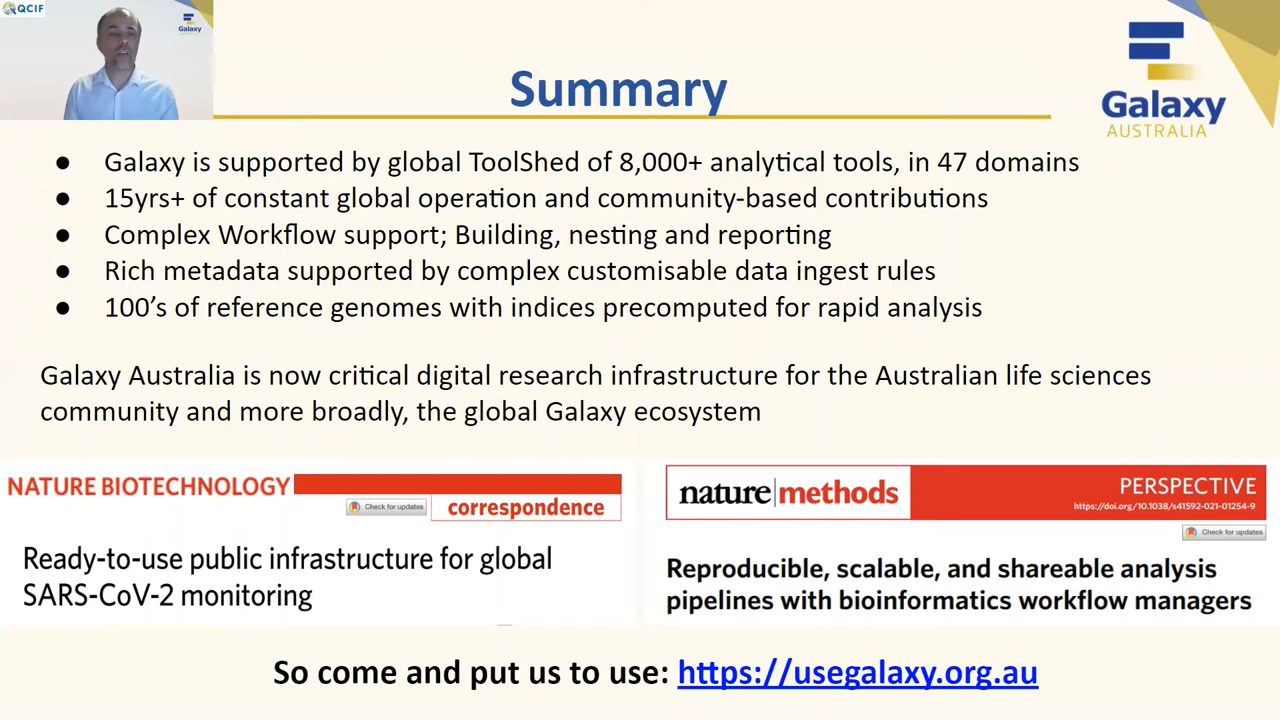 QCIF
Galaxy
Summary
Galaxy
AUSTRALIA
● Galaxy is supported by global ToolShed of 8,000+ analytical tools, in 47 domains
● 15yrs+ of constant global operation and community-based contributions
● Complex Workflow support; Building, nesting and reporting
● Rich metadata supported by complex customisable data ingest rules
● 100’s of reference genomes with indices precomputed for rapid analysis
Galaxy Australia is now critical digital research infrastructure for the Australian life sciences
community and more broadly, the global Galaxy ecosystem
NATURE BIOTECHNOLOGY
Check for updates
correspondence
Ready-to-use public infrastructure for global
SARS-CoV-2 monitoring
nature|methods
PERSPECTIVE
https://doi.org/10.1038/s41592-021-01254-9
Check for updates
Reproducible, scalable, and shareable analysis
pipelines with bioinformatics workflow managers
So come and put us to use: https://usegalaxy.org.au